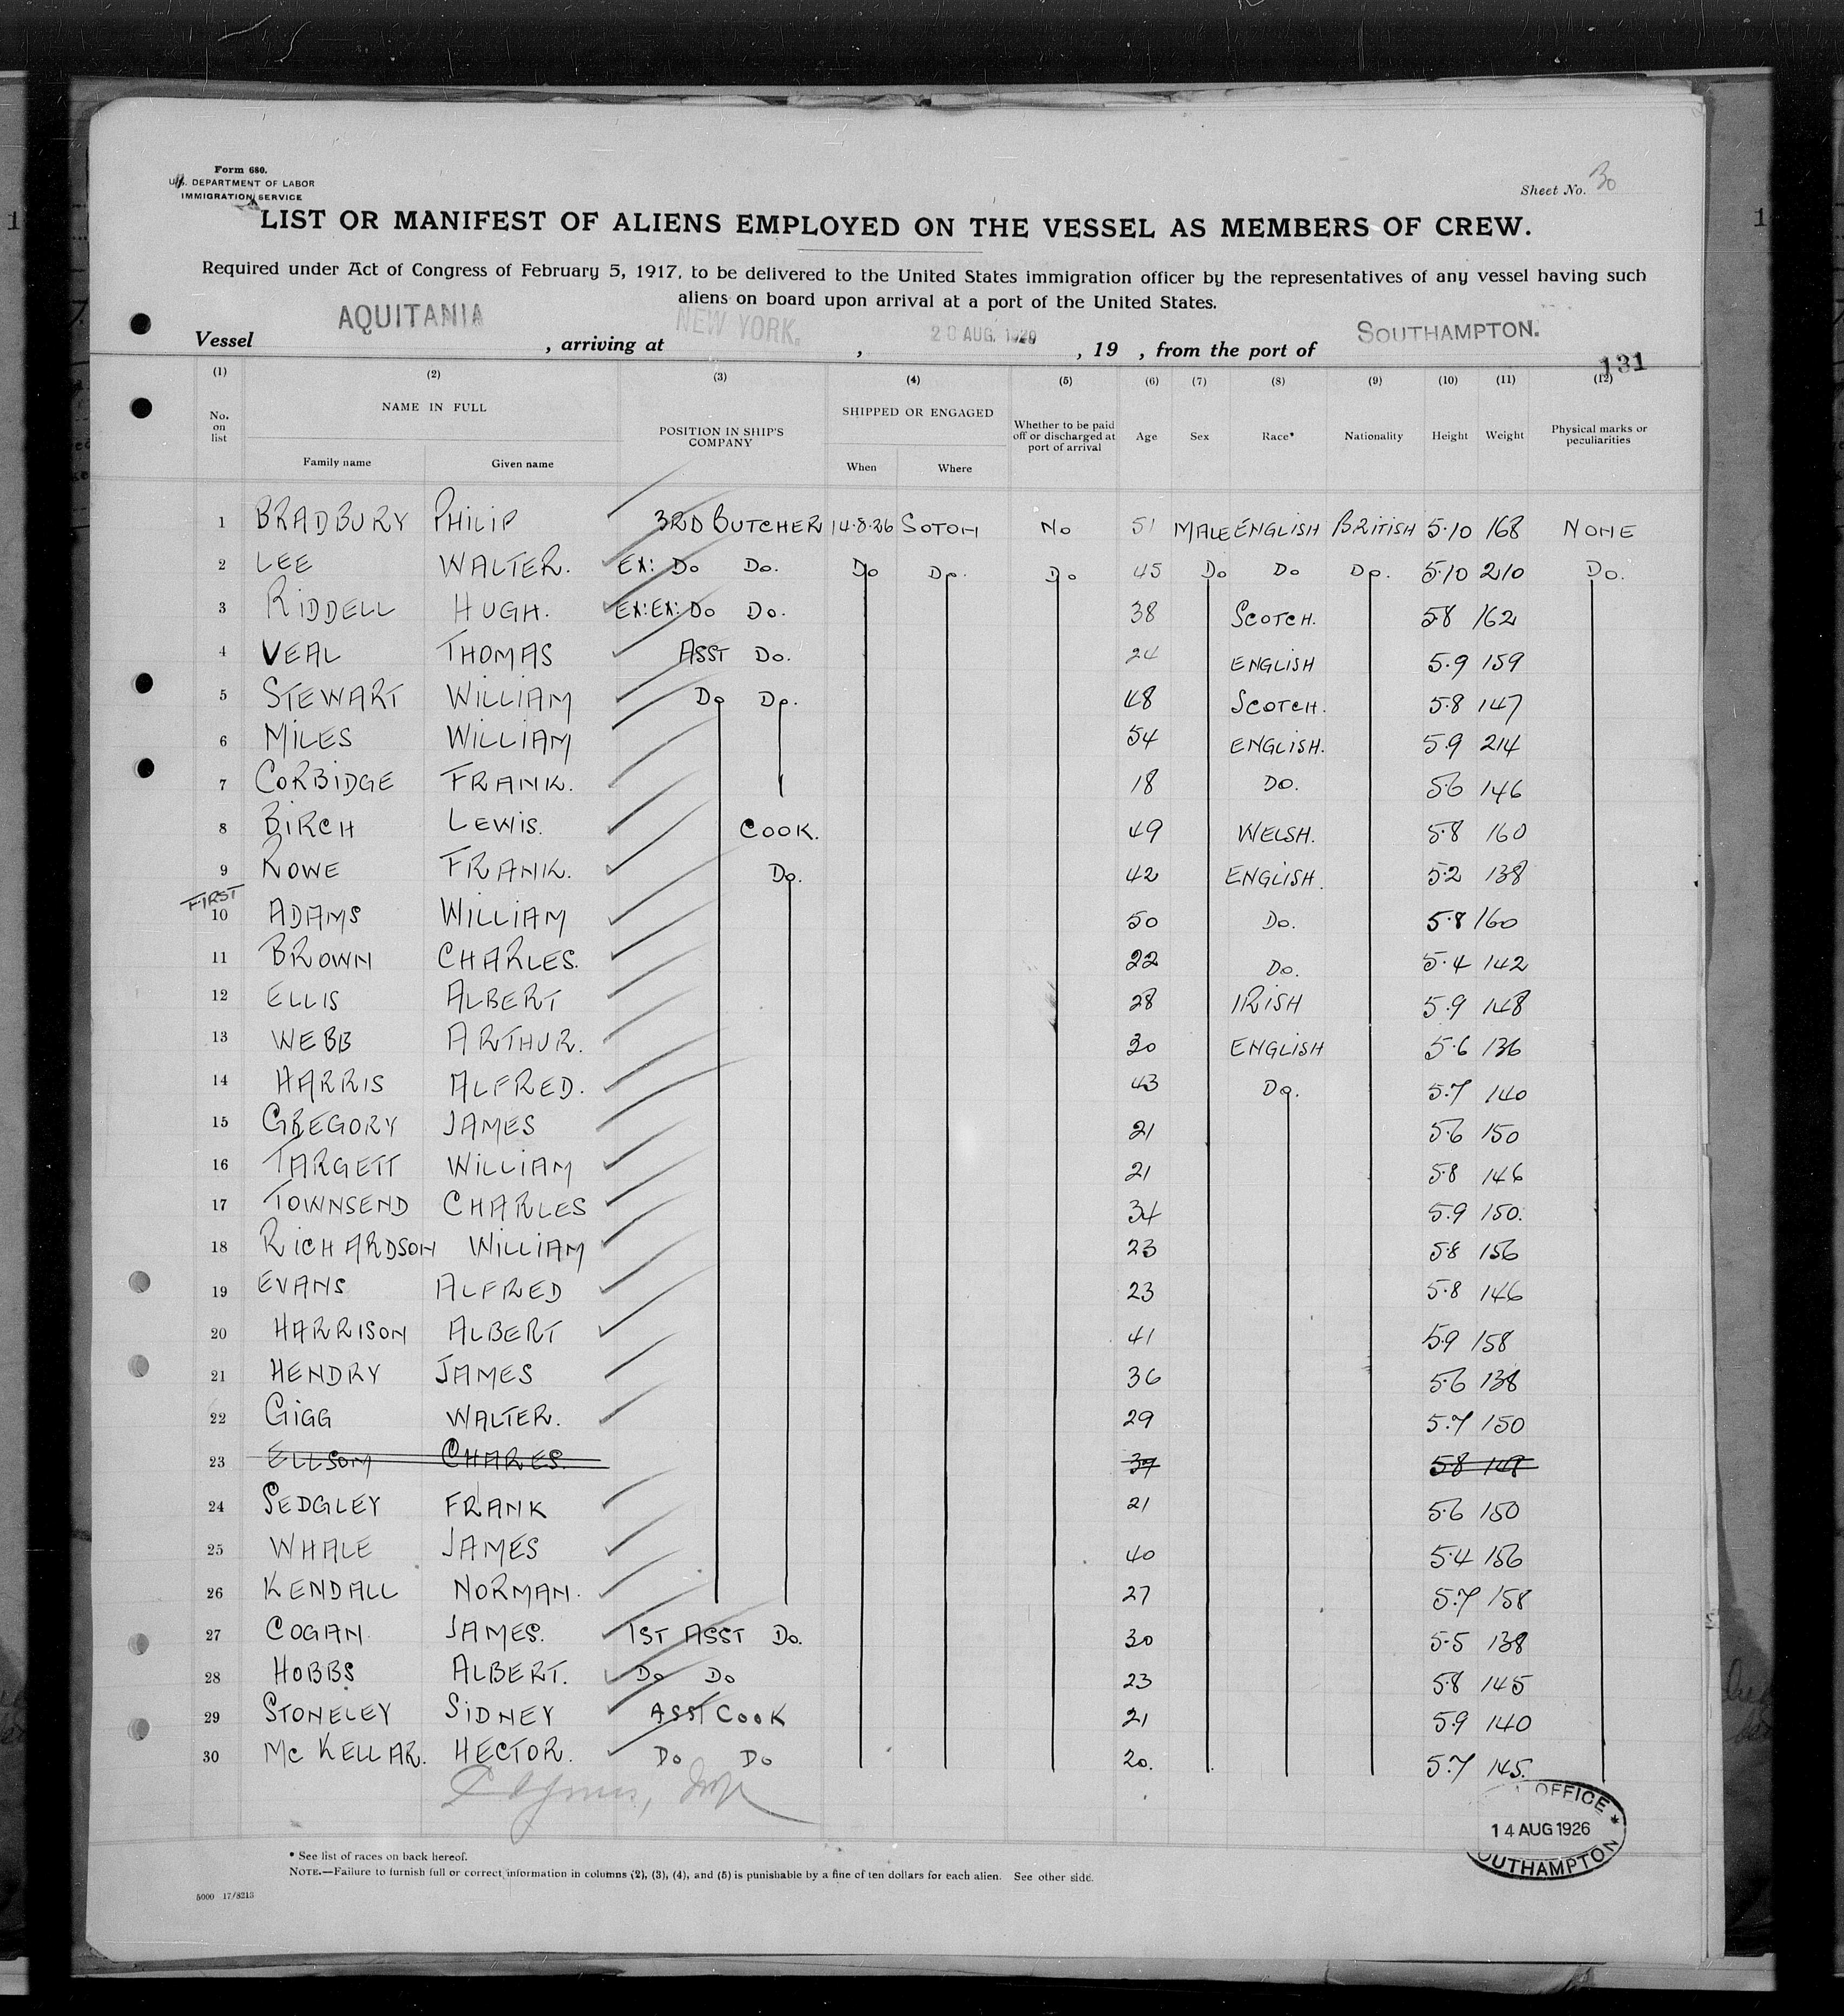 Form 680.
U.S. DEPARTMENT OF LABOR
IMMIGRATION SERVICE
Sheet No. 30
LIST OR MANIFEST OF ALIENS EMPLOYED ON THE VESSEL AS MEMBERS OF CREW.
Required under Act of Congress of February 5, 1917, to be delivered to the United States immigration officer by the representatives of any vessel having such
aliens on board upon arrival at a port of the United States.
Vessel AQUITANIA, arriving at NEW YORK., 20 AUG. 1926, 19 , from the port of SOUTHAMPTON.
131
(1) (2) (3) (4) (5) (6) (7) (8) (9) (10) (11) (12)
No. on list NAME IN FULL Family name Given name POSITION IN SHIP'S COMPANY SHIPPED OR ENGAGED When Where Whether to be paid off or discharged at port of arrival Age Sex Race* Nationality Height Weight Physical marks or peculiarities
1 BRADBURY PHILIP 3RD BUTCHER 14.8.26 SOTON NO 51 MALE ENGLISH BRITISH 5.10 168 NONE
2 LEE WALTER. EX: DO DO. DO DO. DO 45 DO DO DO. 5.10 210 DO.
3 RIDDELL HUGH. EX:EX: DO DO. 38 SCOTCH. 5.8 162
4 VEAL THOMAS ASST DO. 24 ENGLISH 5.9 159
5 STEWART WILLIAM DO DO. 48 SCOTCH. 5.8 147
6 MILES WILLIAM 54 ENGLISH. 5.9 214
7 CORBIDGE FRANK. 18 DO. 5.6 146
8 BIRCH LEWIS. COOK. 49 WELSH. 5.8 160
9 ROWE FRANK. DO. 42 ENGLISH. 5.2 138
FIRST
10 ADAMS WILLIAM 50 DO. 5.8 160
11 BROWN CHARLES. 22 DO. 5.4 142
12 ELLIS ALBERT 28 IRISH 5.9 148
13 WEBB ARTHUR. 30 ENGLISH 5.6 136
14 HARRIS ALFRED. 43 DO. 5.7 140
15 GREGORY JAMES 21 5.6 150
16 TARGETT WILLIAM 21 5.8 146
17 TOWNSEND CHARLES 34 5.9 150.
18 RICHARDSON WILLIAM 23 5.8 156
19 EVANS ALFRED 23 5.8 146
20 HARRISON ALBERT 41 5.9 158
21 HENDRY JAMES 36 5.6 138
22 GIGG WALTER. 29 5.7 150
23 ELLSOM CHARES. 37 5.8 149
24 SEDGLEY FRANK 21 5.6 150
25 WHALE JAMES 40 5.4 156
26 KENDALL NORMAN. 27 5.7 158
27 COGAN JAMES. 1ST ASST DO. 30 5.5 138
28 HOBBS ALBERT. DO DO 23 5.8 145
29 STONELEY SIDNEY ASST COOK 21 5.9 140
30 MC KELLAR. HECTOR. DO DO 20. 5.7 145.
OFFICE
14 AUG 1926
SOUTHAMPTON
* See list of races on back hereof.
NOTE.—Failure to furnish full or correct information in columns (2), (3), (4), and (5) is punishable by a fine of ten dollars for each alien. See other side.
5000 17/8213